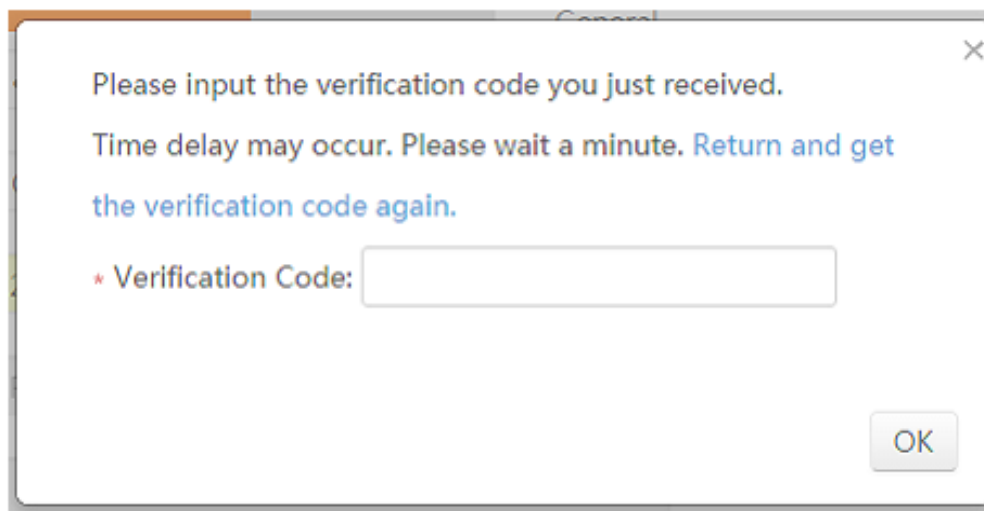 General
Please input the verification code you just received.
Time delay may occur. Please wait a minute. Return and get
the verification code again.
* Verification Code:
OK